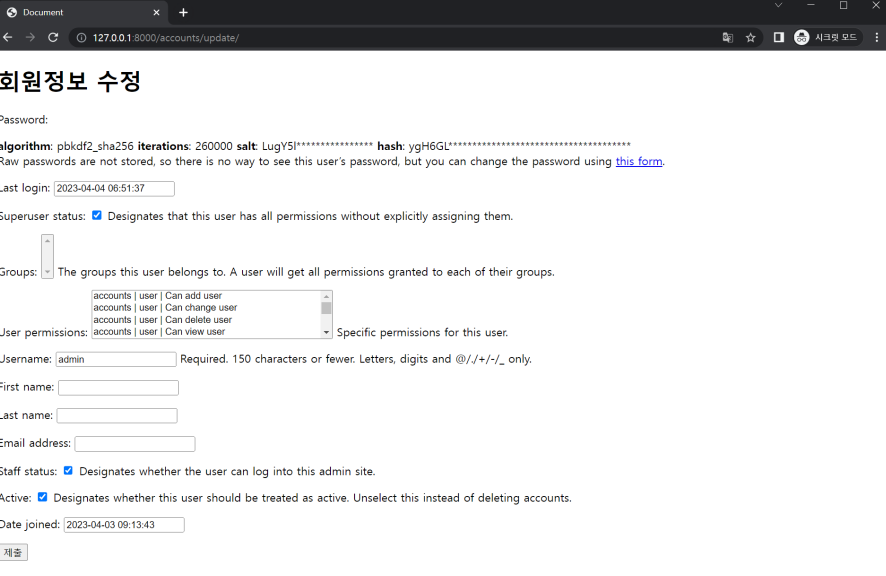 Document
127.0.0.1:8000/accounts/update/
시크릿 모드
회원정보 수정
Password:
algorithm: pbkdf2_sha256 iterations: 260000 salt: LugY5l**************** hash: ygH6GL**************************************
Raw passwords are not stored, so there is no way to see this user's password, but you can change the password using this form.
Last login: 2023-04-04 06:51:37
Superuser status: Designates that this user has all permissions without explicitly assigning them.
Groups: The groups this user belongs to. A user will get all permissions granted to each of their groups.
accounts | user | Can add user
accounts | user | Can change user
accounts | user | Can delete user
accounts | user | Can view user
User permissions: Specific permissions for this user.
Username: admin Required. 150 characters or fewer. Letters, digits and @/./+/-/_ only.
First name:
Last name:
Email address:
Staff status: Designates whether the user can log into this admin site.
Active: Designates whether this user should be treated as active. Unselect this instead of deleting accounts.
Date joined: 2023-04-03 09:13:43
제출